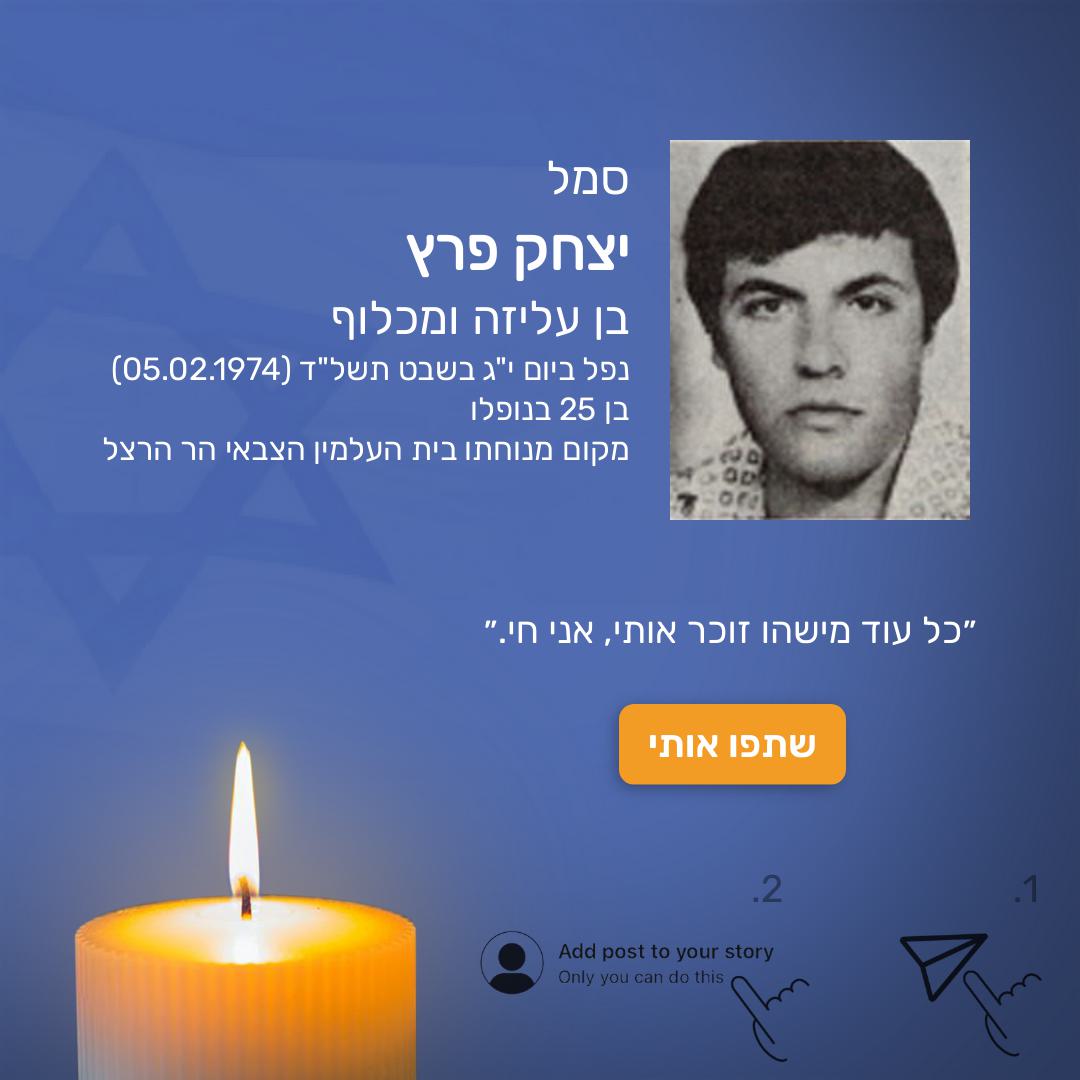 סמל
יצחק פרץ
בן עליזה ומכלוף
נפל ביום י"ג בשבט תשל"ד (05.02.1974)
בן 25 בנופלו
מקום מנוחתו בית העלמין הצבאי הר הרצל
״כל עוד מישהו זוכר אותי, אני חי.״
שתפו אותי
1.
2.
Add post to your story
Only you can do this